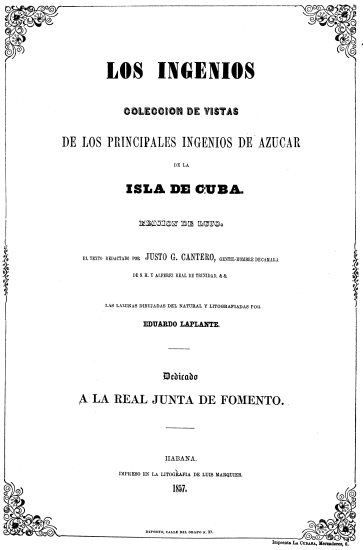 LOS INGENIOS
COLECCION DE VISTAS
DE LOS PRINCIPALES INGENIOS DE AZUCAR
DE LA
ISLA DE CUBA.
EDICION DE LUJO.
EL TEXTO REDACTADO POR JUSTO G. CANTERO, GENTIL-HOMBRE DE CAMARA
DE S. M. Y ALFEREZ REAL DE TRINIDAD, &.&.
LAS LAMINAS DIBUJADAS DEL NATURAL Y LITOGRAFIADAS POR
EDUARDO LAPLANTE.
Dedicado
A LA REAL JUNTA DE FOMENTO.
HABANA.
IMPRESO EN LA LITOGRAFIA DE LUIS MARQUIER.
1857.
DEPOSITO, CALLE DEL OBISPO N. 27.
Imprenta LA CUBANA, Mercaderes, 6.